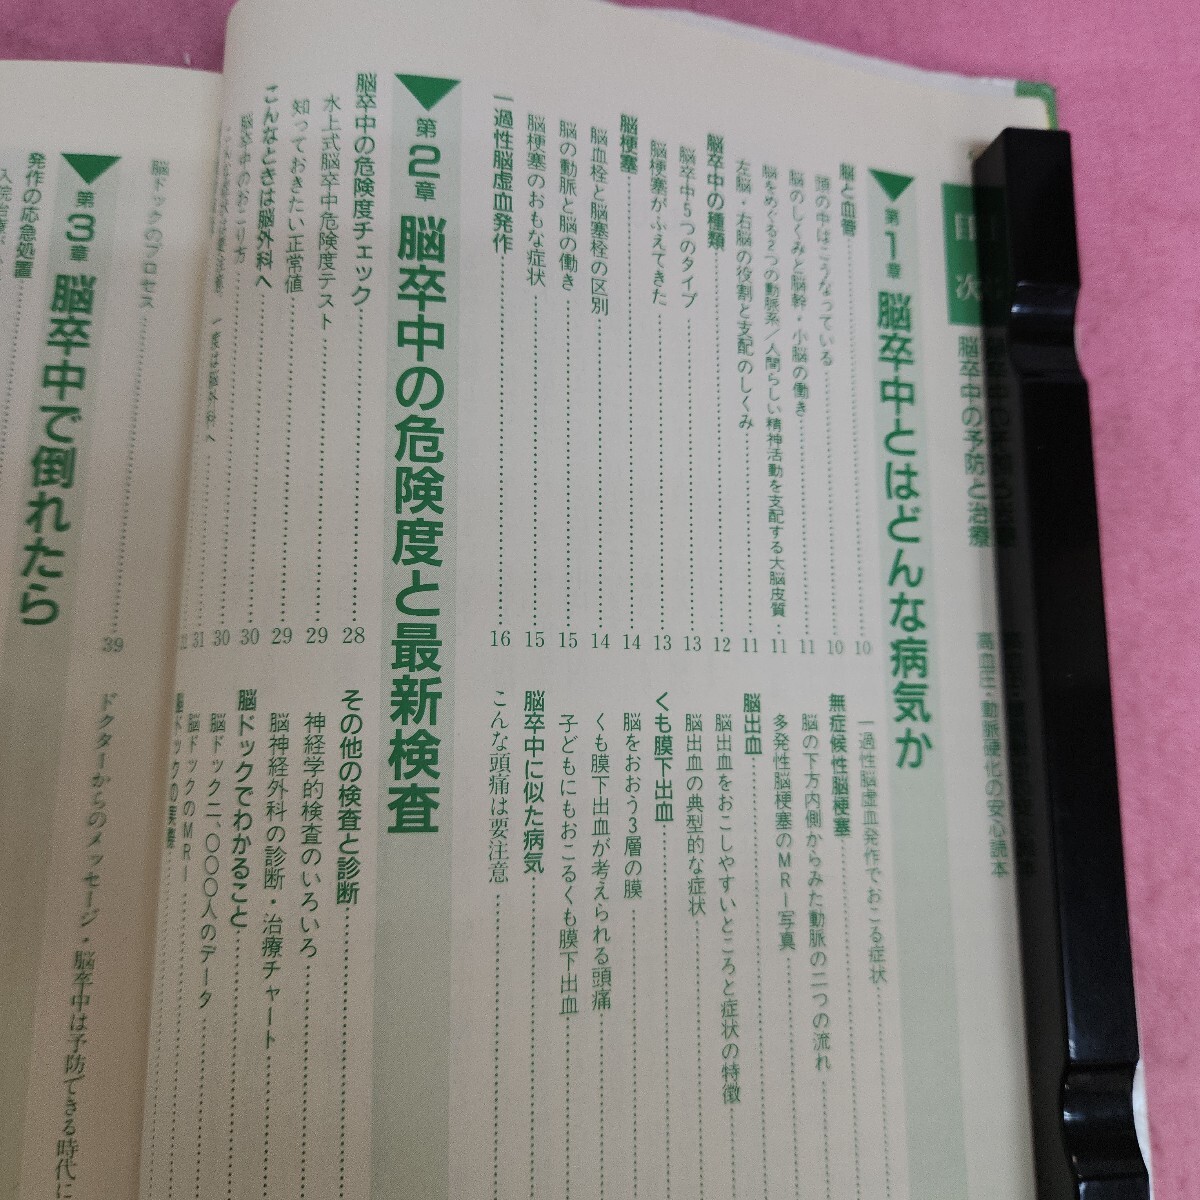 目次
脳卒中の予防と治療
高血圧・動脈硬化の安心読本
第1章 脳卒中とはどんな病気か
脳と血管
頭の中はこうなっている……10
脳のしくみと脳幹・小脳の働き……10
脳をめぐる2つの動脈系／人間らしい精神活動を支配する大脳皮質……11
左脳・右脳の役割と支配のしくみ……11
脳卒中の種類……12
脳卒中5つのタイプ……13
脳梗塞がふえてきた……13
脳梗塞……14
脳血栓と脳塞栓の区別……14
脳の動脈と脳の働き……15
脳梗塞のおもな症状……15
一過性脳虚血発作……16
一過性脳虚血発作でおこる症状
無症候性脳梗塞
脳の下方内側からみた動脈の二つの流れ
多発性脳梗塞のMRI写真
脳出血
脳出血をおこしやすいところと症状の特徴
脳出血の典型的な症状
くも膜下出血
脳をおおう3層の膜
くも膜下出血が考えられる頭痛
子どもにもおこるくも膜下出血
脳卒中に似た病気
こんな頭痛は要注意
第2章 脳卒中の危険度と最新検査
脳卒中の危険度チェック……28
水上式脳卒中危険度テスト……29
知っておきたい正常値……29
こんなときは脳外科へ……30
脳卒中のおこり方……30
31
その他の検査と診断
神経学的検査のいろいろ
脳神経外科の診断・治療チャート
脳ドックでわかること
脳ドック二、〇〇〇人のデータ
脳ドックのMRI
脳ドックの実際
脳ドックのプロセス……39
ドクターからのメッセージ・脳卒中は予防できる時代に
第3章 脳卒中で倒れたら
発作の応急処置